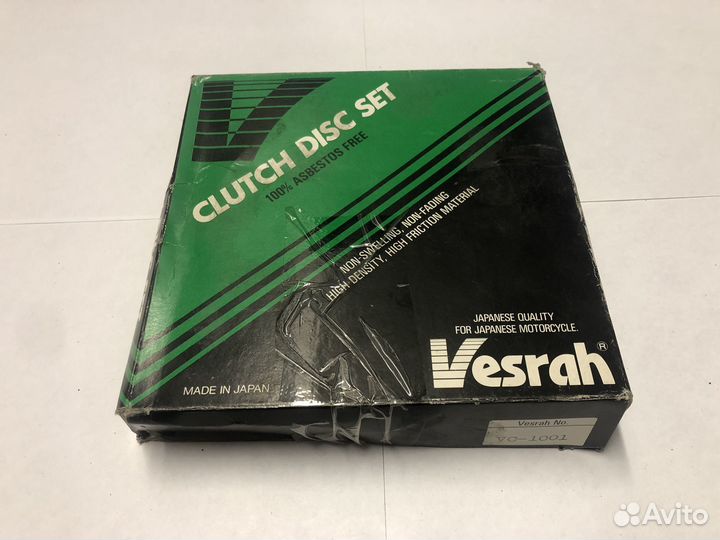 CLUTCH DISC SET
100% ASBESTOS FREE
NON-SWELLING, NON-FADING
HIGH DENSITY, HIGH FRICTION MATERIAL
JAPANESE QUALITY
FOR JAPANESE MOTORCYCLE.
Vesrah®
MADE IN JAPAN
Vesrah No.
VC-1001
Avito